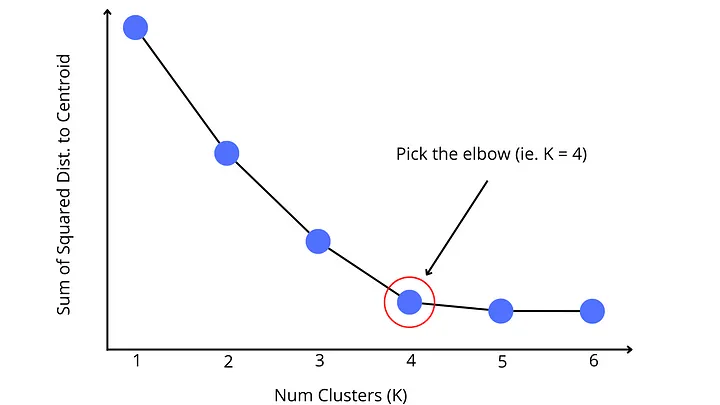 Sum of Squared Dist. to Centroid
Pick the elbow (ie. K = 4)
1 2 3 4 5 6
Num Clusters (K)